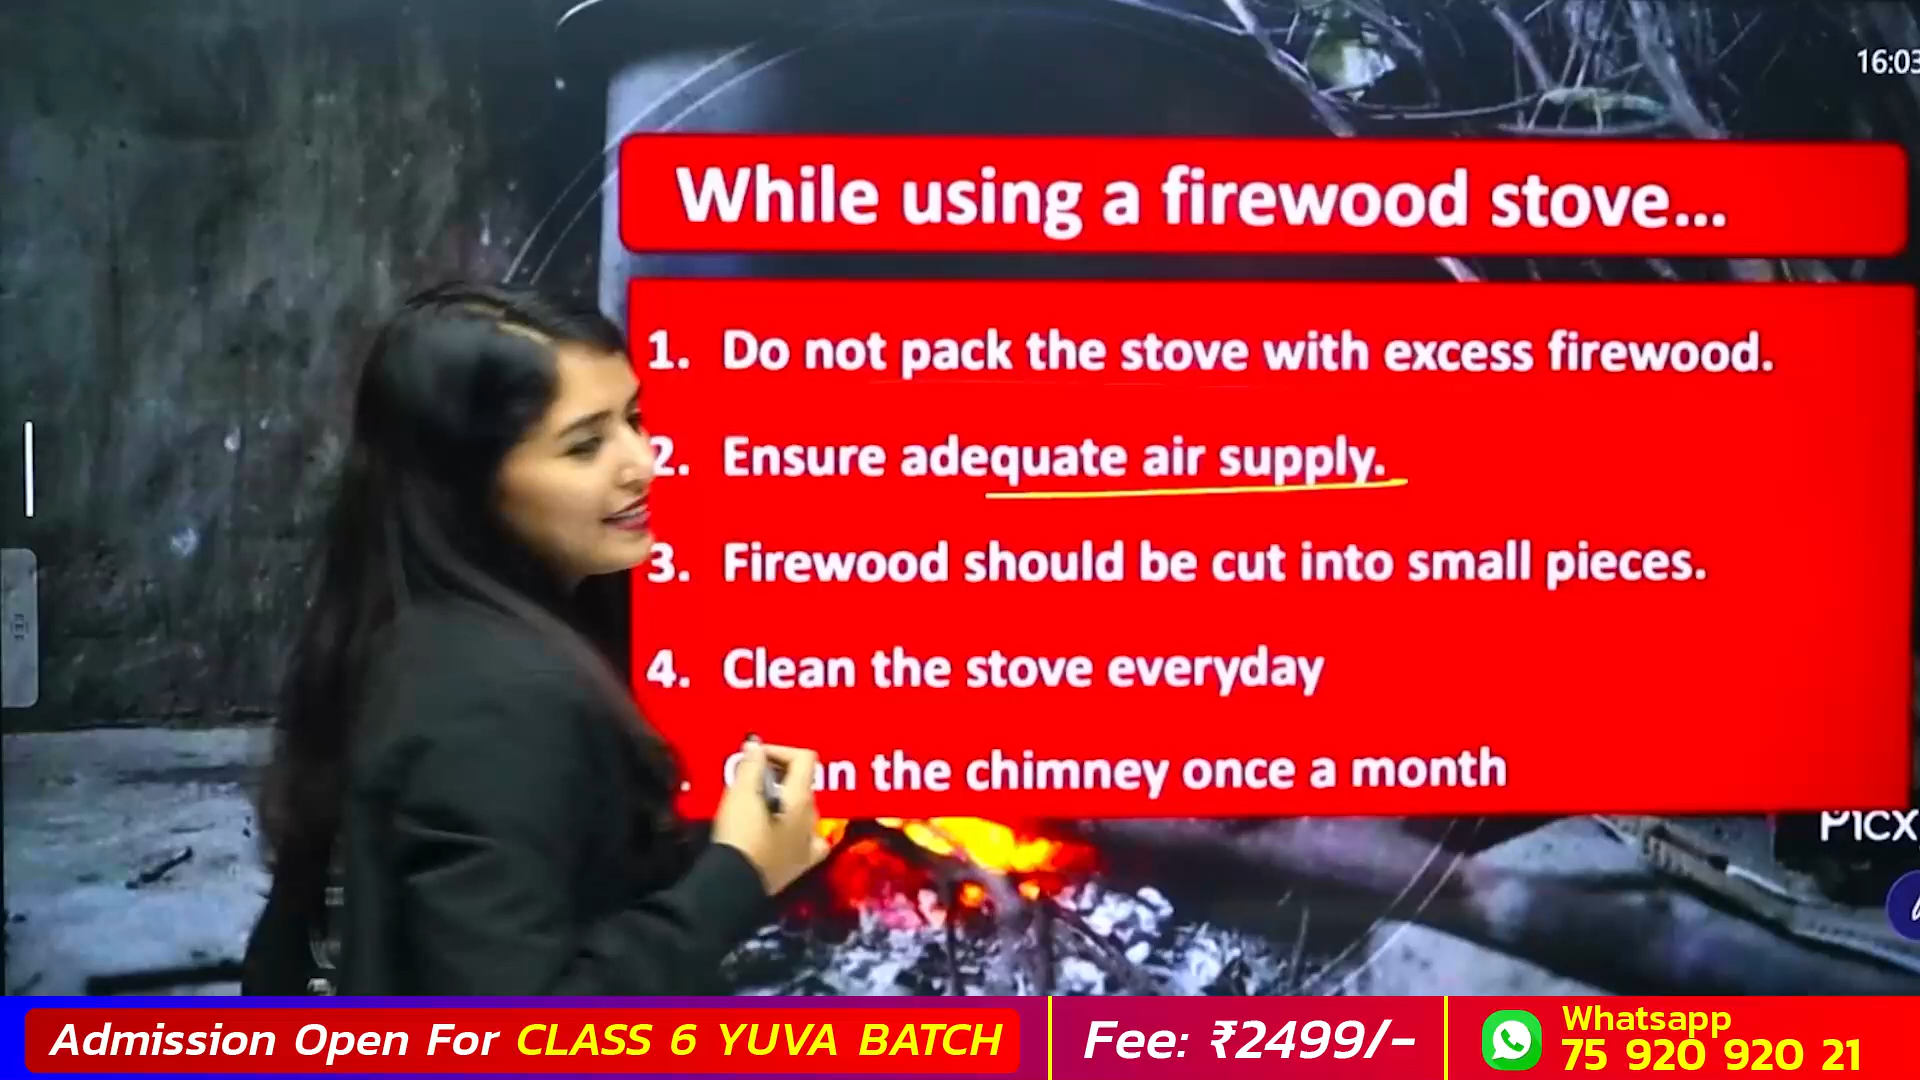 16:03
While using a firewood stove...
1. Do not pack the stove with excess firewood.
2. Ensure adequate air supply.
3. Firewood should be cut into small pieces.
4. Clean the stove everyday
the chimney once a month
Picx
Admission Open For CLASS 6 YUVA BATCH
Fee: ₹2499/-
Whatsapp
75 920 920 21